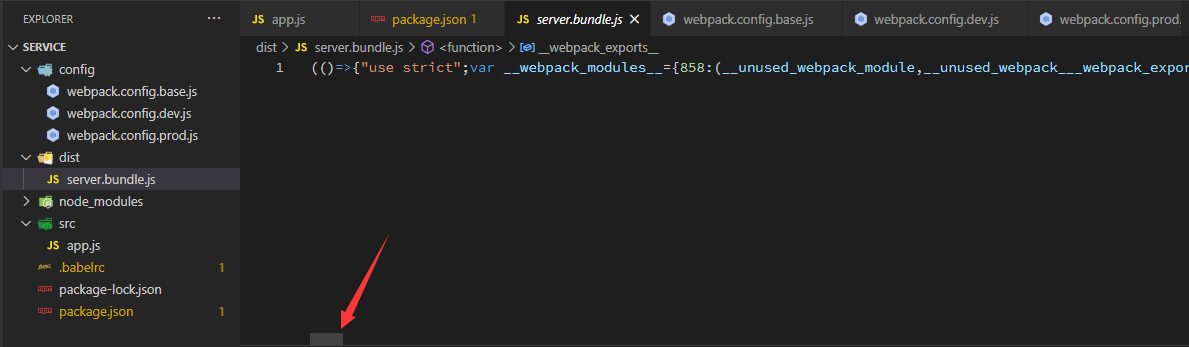 EXPLORER ···
SERVICE
config
webpack.config.base.js
webpack.config.dev.js
webpack.config.prod.js
dist
JS server.bundle.js
node_modules
src
JS app.js
.babelrc 1
package-lock.json
package.json 1
JS app.js package.json 1 JS server.bundle.js webpack.config.base.js webpack.config.dev.js webpack.config.prod.
dist > JS server.bundle.js > <function> > __webpack_exports__
1 (()=>{"use strict";var __webpack_modules__={858:(__unused_webpack_module,__unused_webpack___webpack_expor